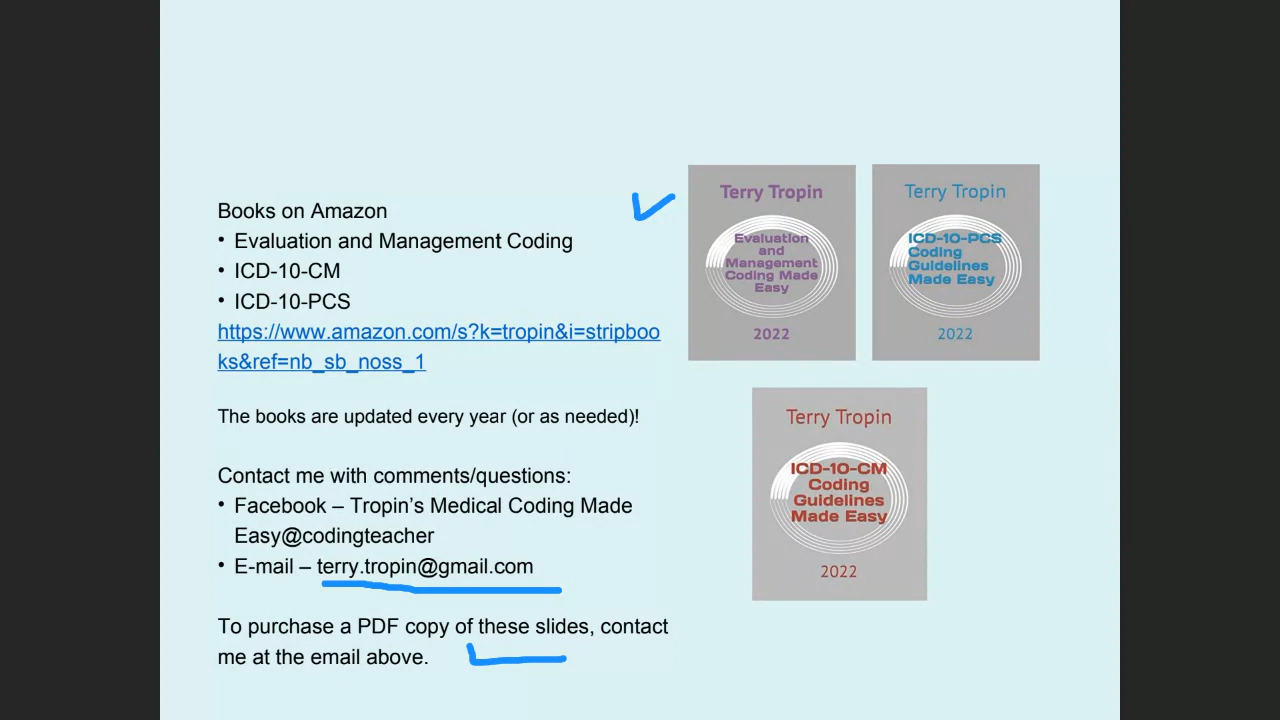 Books on Amazon
• Evaluation and Management Coding
• ICD-10-CM
• ICD-10-PCS
https://www.amazon.com/s?k=tropin&i=stripboo
ks&ref=nb_sb_noss_1
The books are updated every year (or as needed)!
Contact me with comments/questions:
• Facebook – Tropin’s Medical Coding Made
Easy@codingteacher
• E-mail – terry.tropin@gmail.com
To purchase a PDF copy of these slides, contact
me at the email above.
Terry Tropin
Evaluation
and
Management
Coding Made
Easy
2022
Terry Tropin
ICD-10-PCS
Coding
Guidelines
Made Easy
2022
Terry Tropin
ICD-10-CM
Coding
Guidelines
Made Easy
2022